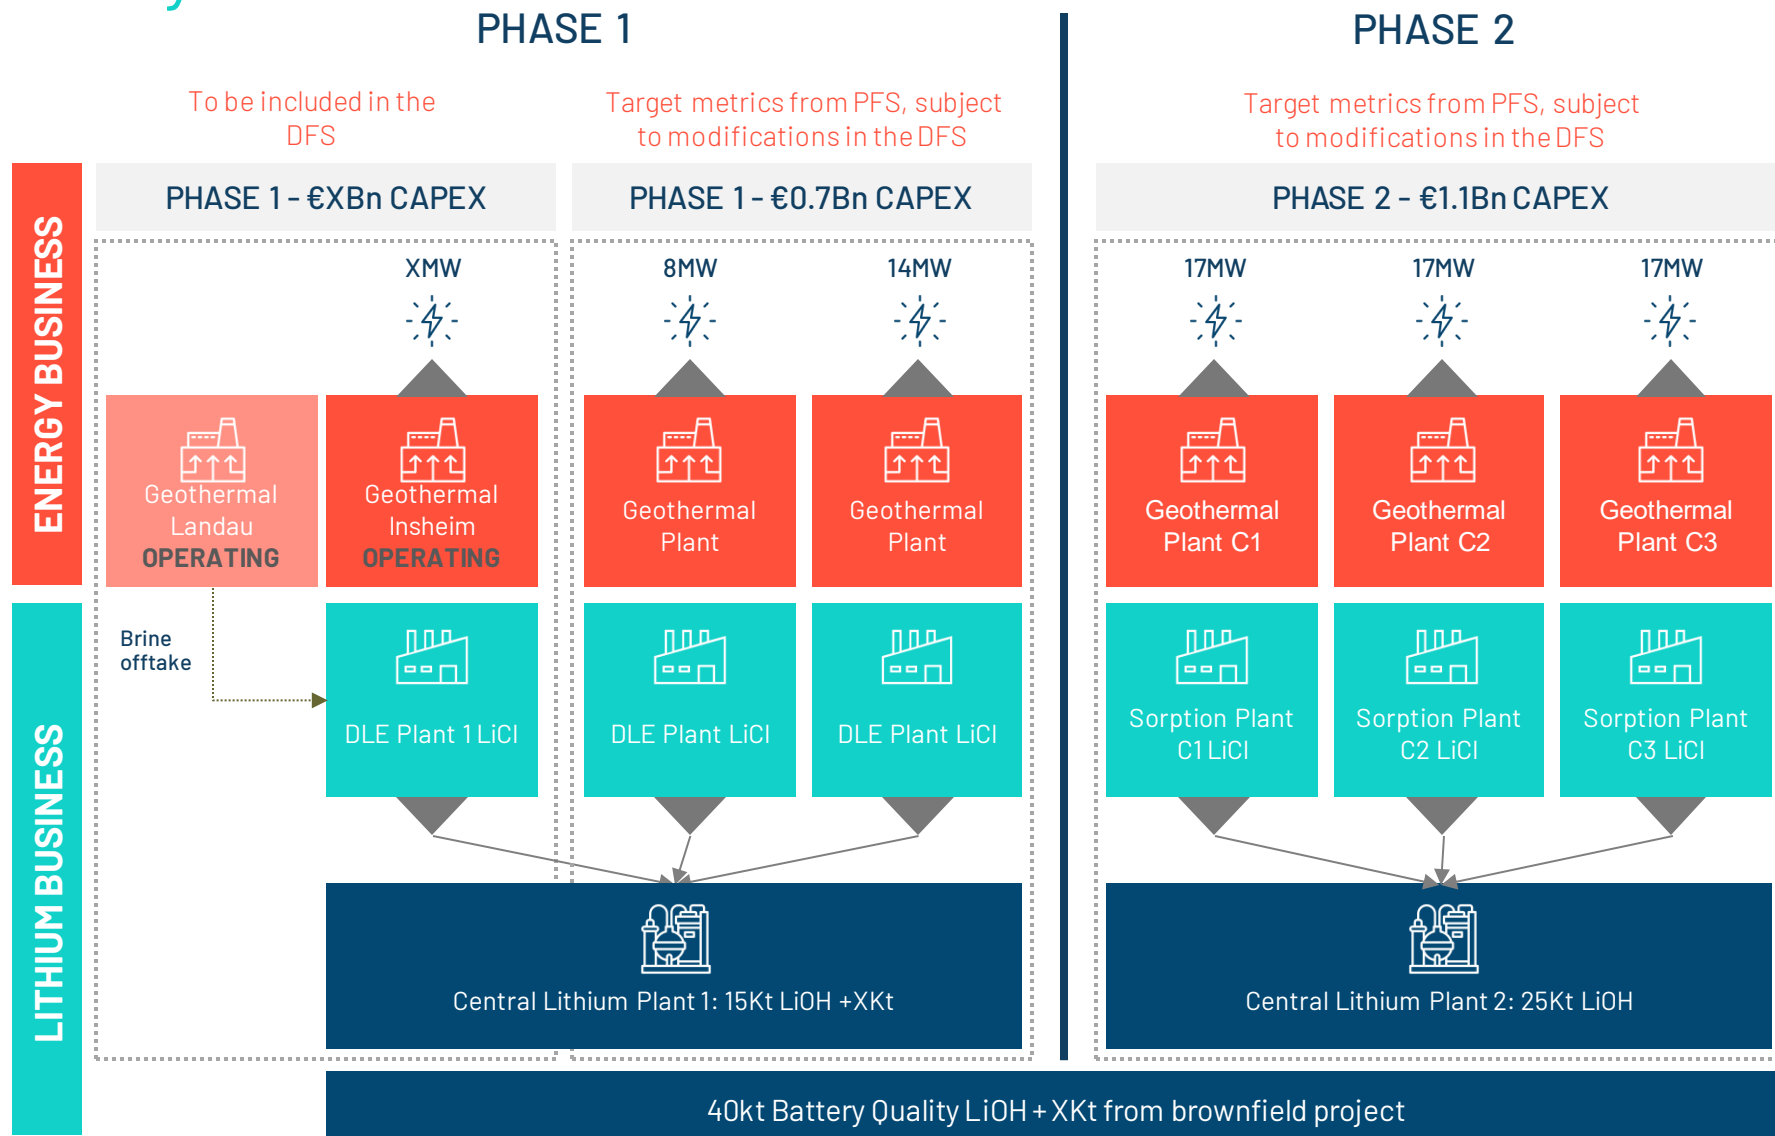 PHASE 1
PHASE 2
To be included in the
DFS
Target metrics from PFS, subject
to modifications in the DFS
Target metrics from PFS, subject
to modifications in the DFS
PHASE 1 - €XBn CAPEX
PHASE 1 - €0.7Bn CAPEX
PHASE 2 - €1.1Bn CAPEX
ENERGY BUSINESS
XMW
8MW
14MW
17MW
17MW
17MW
Geothermal
Landau
OPERATING
Geothermal
Insheim
OPERATING
Geothermal
Plant
Geothermal
Plant
Geothermal
Plant C1
Geothermal
Plant C2
Geothermal
Plant C3
LITHIUM BUSINESS
Brine
offtake
DLE Plant 1 LiCl
DLE Plant LiCl
DLE Plant LiCl
Sorption Plant
C1 LiCl
Sorption Plant
C2 LiCl
Sorption Plant
C3 LiCl
Central Lithium Plant 1: 15Kt LiOH +XKt
Central Lithium Plant 2: 25Kt LiOH
40kt Battery Quality LiOH + XKt from brownfield project